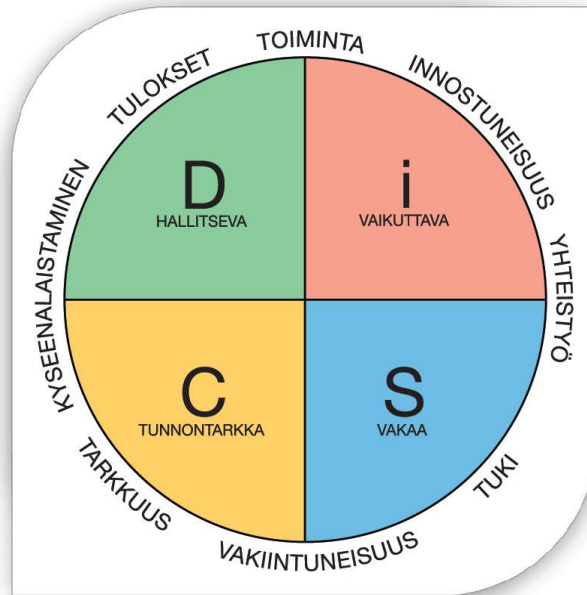 TOIMINTA
INNOSTUNEISUUS
YHTEISTYÖ
TUKI
VAKIINTUNEISUUS
TARKKUUS
KYSEENALAISTAMINEN
TULOKSET
D
HALLITSEVA
i
VAIKUTTAVA
C
TUNNONTARKKA
S
VAKAA